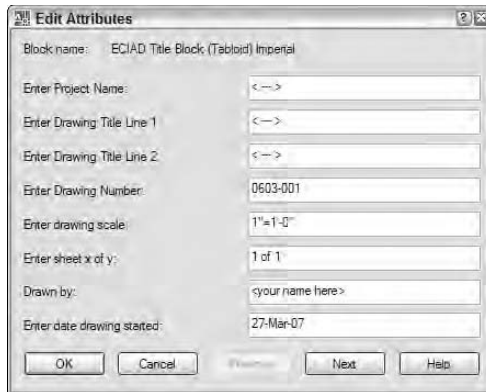 Edit Attributes
Block name: ECIAD Title Block (Tabloid) Imperial
Enter Project Name: <--->
Enter Drawing Title Line 1 <--->
Enter Drawing Title Line 2 <--->
Enter Drawing Number: 0603-001
Enter drawing scale: 1"=1'-0"
Enter sheet x of y: 1 of 1
Drawn by: <your name here>
Enter date drawing started: 27-Mar-07
OK Cancel Previous Next Help